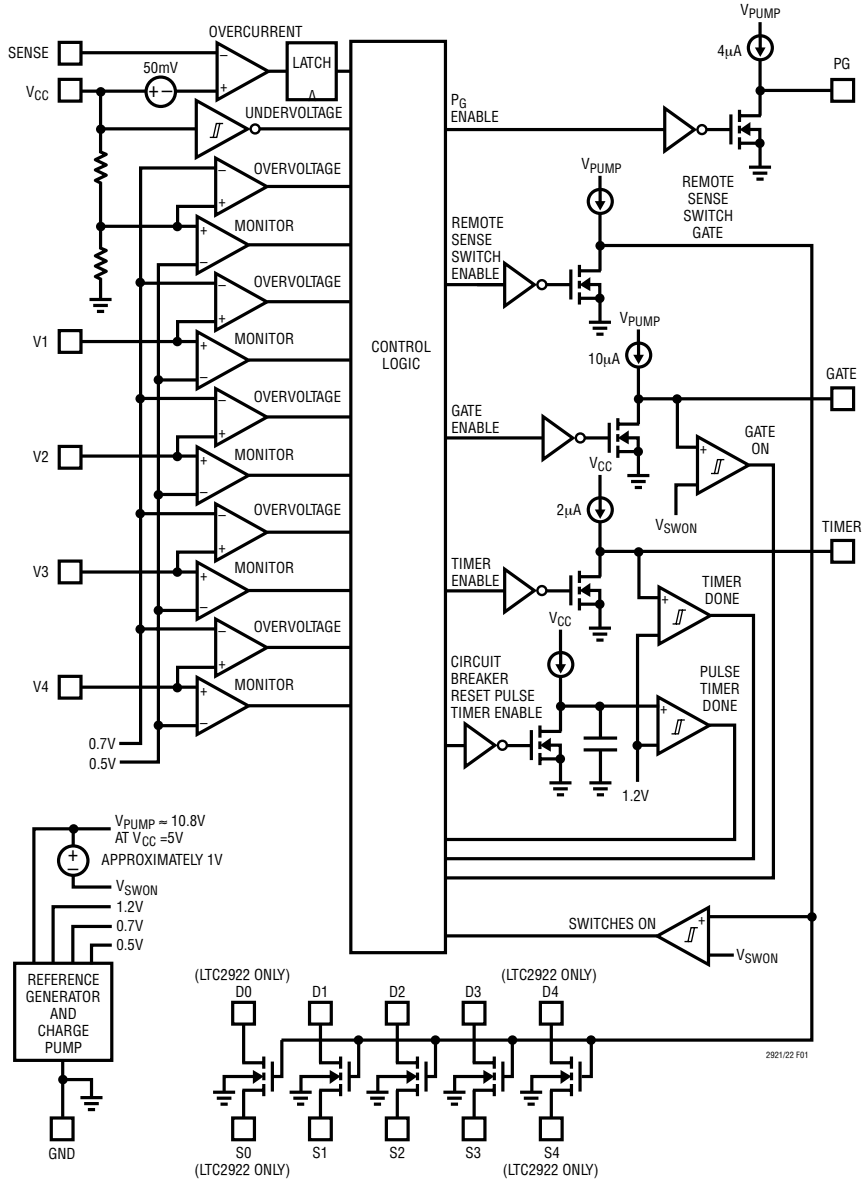 OVERCURRENT
SENSE
LATCH
50mV
VCC
UNDERVOLTAGE
OVERVOLTAGE
MONITOR
OVERVOLTAGE
V1
MONITOR
OVERVOLTAGE
V2
MONITOR
OVERVOLTAGE
V3
MONITOR
OVERVOLTAGE
V4
MONITOR
0.7V
0.5V
CONTROL
LOGIC
VPUMP
4µA
PG
PG
ENABLE
REMOTE
SENSE
SWITCH
GATE
VPUMP
REMOTE
SENSE
SWITCH
ENABLE
VPUMP
10µA
GATE
GATE
ENABLE
GATE
ON
VSWON
VCC
2µA
TIMER
TIMER
ENABLE
TIMER
DONE
VCC
CIRCUIT
BREAKER
RESET PULSE
TIMER ENABLE
PULSE
TIMER
DONE
1.2V
SWITCHES ON
VSWON
VPUMP ≈ 10.8V
AT VCC =5V
APPROXIMATELY 1V
VSWON
1.2V
0.7V
0.5V
REFERENCE
GENERATOR
AND
CHARGE
PUMP
GND
(LTC2922 ONLY)
(LTC2922 ONLY)
D0
D1
D2
D3
D4
S0
S1
S2
S3
S4
(LTC2922 ONLY)
(LTC2922 ONLY)
2921/22 F01